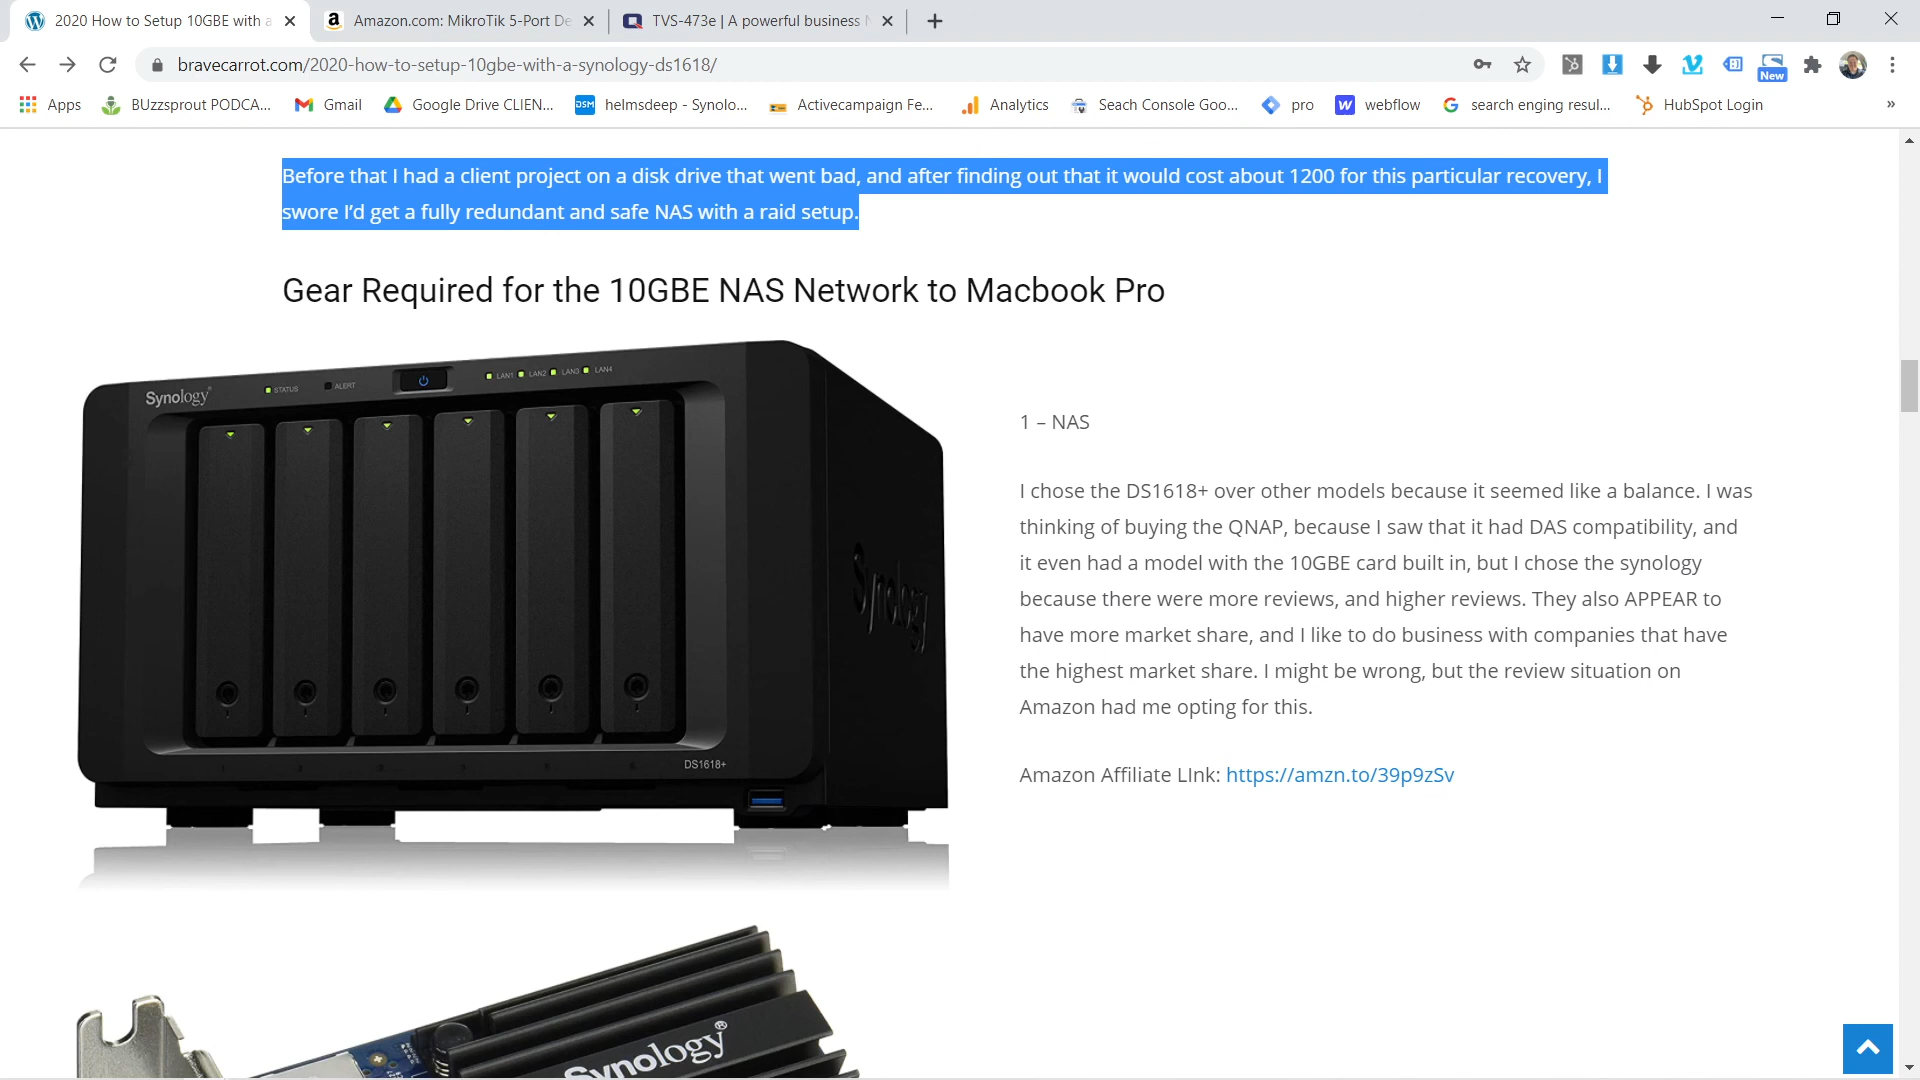 2020 How to Setup 10GBE with a
Amazon.com: MikroTik 5-Port De
TVS-473e | A powerful business N
bravecarrot.com/2020-how-to-setup-10gbe-with-a-synology-ds1618/
New
Apps
BUzzsprout PODCA...
Gmail
Google Drive CLIEN...
DSM
helmsdeep - Synolo...
Activecampaign Fe...
Analytics
Seach Console Goo...
pro
webflow
search enging resul...
HubSpot Login
»
Before that I had a client project on a disk drive that went bad, and after finding out that it would cost about 1200 for this particular recovery, I
swore I’d get a fully redundant and safe NAS with a raid setup.
Gear Required for the 10GBE NAS Network to Macbook Pro
Synology
STATUS
ALERT
LAN1
LAN2
LAN3
LAN4
Synology
DS1618+
1 – NAS
I chose the DS1618+ over other models because it seemed like a balance. I was
thinking of buying the QNAP, because I saw that it had DAS compatibility, and
it even had a model with the 10GBE card built in, but I chose the synology
because there were more reviews, and higher reviews. They also APPEAR to
have more market share, and I like to do business with companies that have
the highest market share. I might be wrong, but the review situation on
Amazon had me opting for this.
Amazon Affiliate LInk: https://amzn.to/39p9zSv
Synology